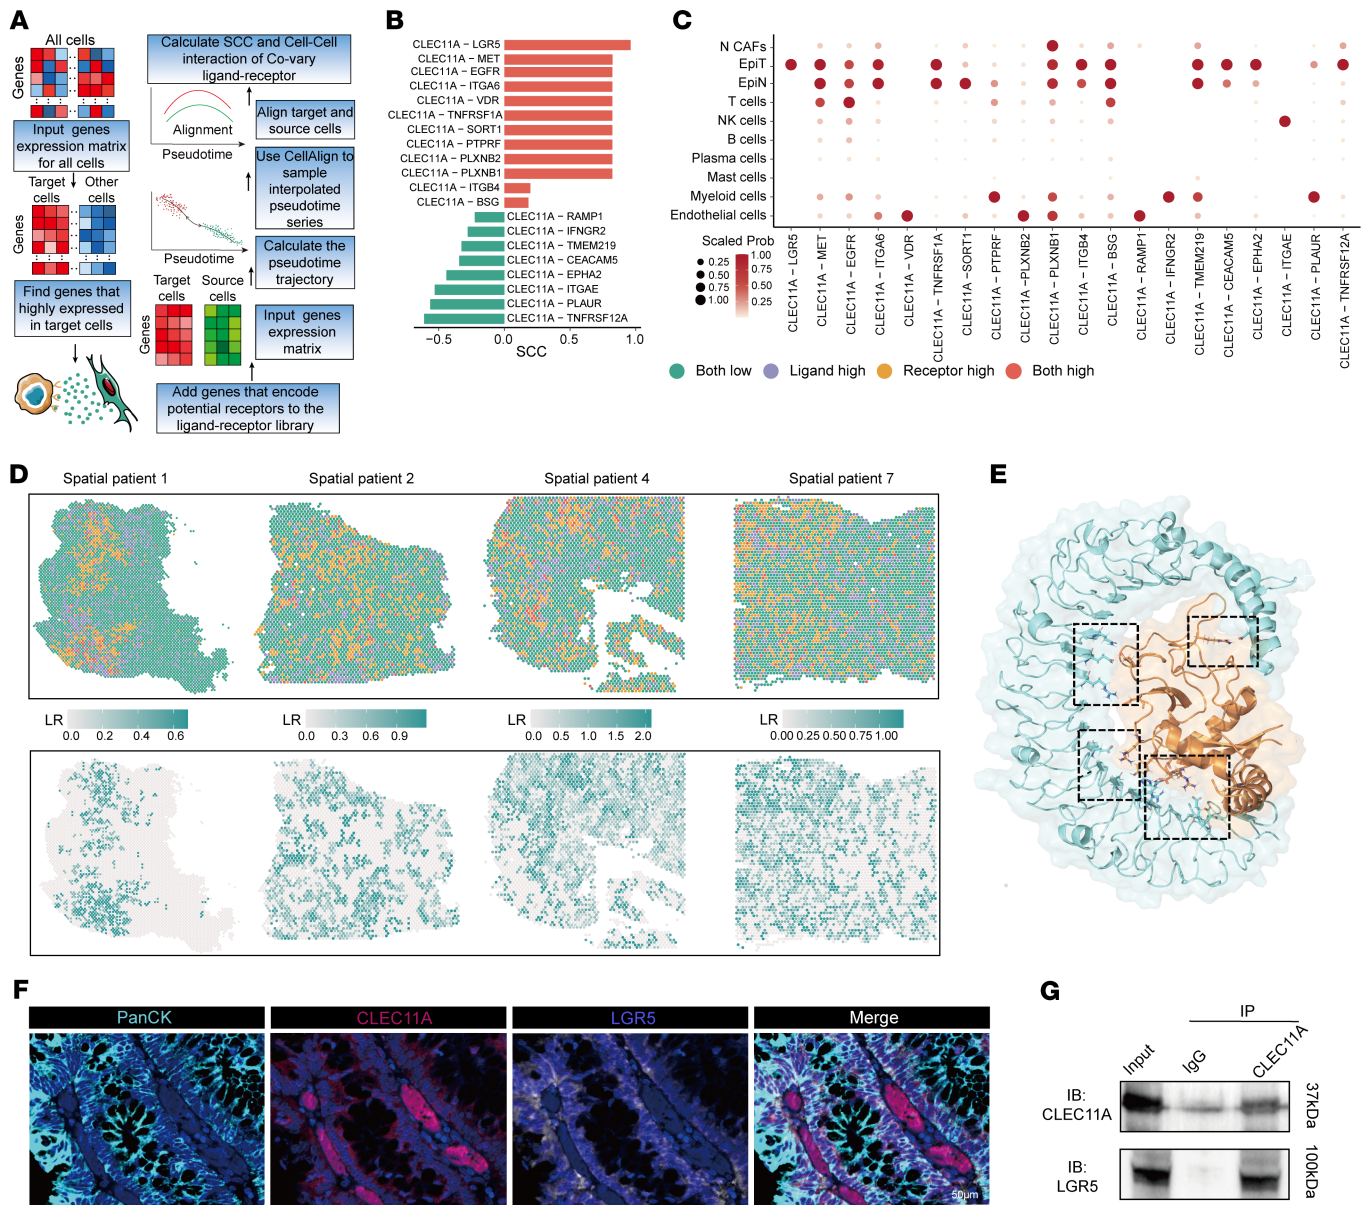 A
All cells
Genes
Input genes
expression matrix
for all cells
Target
cells
Other
cells
Genes
Find genes that
highly expressed
in target cells
Calculate SCC and Cell-Cell
interaction of Co-vary
ligand-receptor
Alignment
Pseudotime
Align target and
source cells
Use CellAlign to
sample
interpolated
pseudotime
series
Pseudotime
Calculate the
pseudotime
trajectory
Target
cells
Source
cells
Genes
Input genes
expression
matrix
Add genes that encode
potential receptors to the
ligand-receptor library
B
CLEC11A − LGR5
CLEC11A − MET
CLEC11A − EGFR
CLEC11A − ITGA6
CLEC11A − VDR
CLEC11A − TNFRSF1A
CLEC11A − SORT1
CLEC11A − PTPRF
CLEC11A − PLXNB2
CLEC11A − PLXNB1
CLEC11A − ITGB4
CLEC11A − BSG
CLEC11A − RAMP1
CLEC11A − IFNGR2
CLEC11A − TMEM219
CLEC11A − CEACAM5
CLEC11A − EPHA2
CLEC11A − ITGAE
CLEC11A − PLAUR
CLEC11A − TNFRSF12A
−0.5 0.0 0.5 1.0
SCC
C
N CAFs
EpiT
EpiN
T cells
NK cells
B cells
Plasma cells
Mast cells
Myeloid cells
Endothelial cells
Scaled Prob
0.25
0.50
0.75
1.00
1.00
0.75
0.50
0.25
CLEC11A − LGR5
CLEC11A − MET
CLEC11A − EGFR
CLEC11A − ITGA6
CLEC11A − VDR
CLEC11A − TNFRSF1A
CLEC11A − SORT1
CLEC11A − PTPRF
CLEC11A − PLXNB2
CLEC11A − PLXNB1
CLEC11A − ITGB4
CLEC11A − BSG
CLEC11A − RAMP1
CLEC11A − IFNGR2
CLEC11A − TMEM219
CLEC11A − CEACAM5
CLEC11A − EPHA2
CLEC11A − ITGAE
CLEC11A − PLAUR
CLEC11A − TNFRSF12A
Both low Ligand high Receptor high Both high
D
Spatial patient 1 Spatial patient 2 Spatial patient 4 Spatial patient 7
LR 0.0 0.2 0.4 0.6
LR 0.0 0.3 0.6 0.9
LR 0.0 0.5 1.0 1.5 2.0
LR 0.00 0.25 0.50 0.75 1.00
E
F
PanCK CLEC11A LGR5 Merge
50μm
G
IP
Input IgG CLEC11A
IB:
CLEC11A
37kDa
IB:
LGR5
100kDa